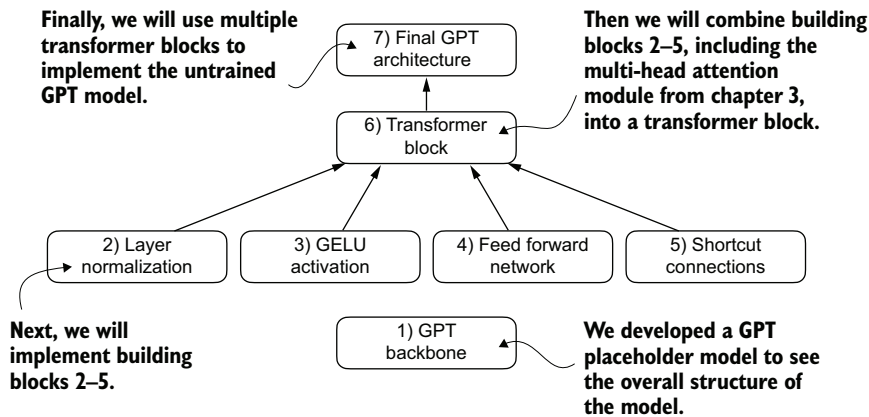 Finally, we will use multiple
transformer blocks to
implement the untrained
GPT model.
7) Final GPT
architecture
Then we will combine building
blocks 2–5, including the
multi-head attention
module from chapter 3,
into a transformer block.
6) Transformer
block
2) Layer
normalization
3) GELU
activation
4) Feed forward
network
5) Shortcut
connections
Next, we will
implement building
blocks 2–5.
1) GPT
backbone
We developed a GPT
placeholder model to see
the overall structure of
the model.